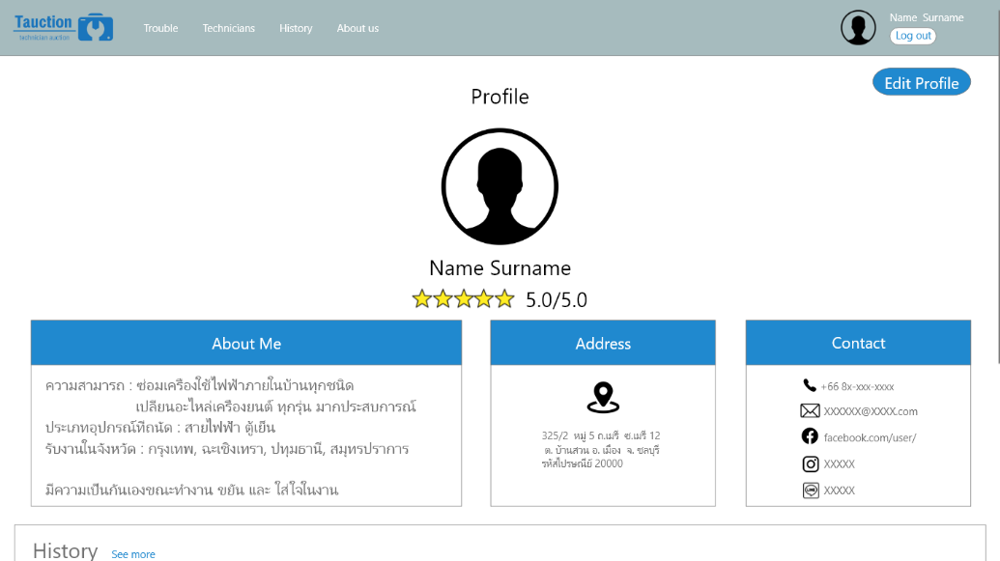 Tauction
technician auction
Trouble
Technicians
History
About us
Name Surname
Log out
Edit Profile
Profile
Name Surname
5.0/5.0
About Me
ความสามารถ : ซ่อมเครื่องใช้ไฟฟ้าภายในบ้านทุกชนิด
เปลี่ยนอะไหล่เครื่องยนต์ ทุกรุ่น มากประสบการณ์
ประเภทอุปกรณ์ที่ถนัด : สายไฟฟ้า ตู้เย็น
รับงานในจังหวัด : กรุงเทพ, ฉะเชิงเทรา, ปทุมธานี, สมุทรปราการ
มีความเป็นกันเองขณะทำงาน ขยัน และ ใส่ใจในงาน
Address
325/2 หมู่ 5 ถ.เมรี ซ.เมรี 12
ต. บ้านสวน อ. เมือง จ. ชลบุรี
รหัสไปรษณีย์ 20000
Contact
+66 8x-xxx-xxxx
XXXXXX@XXXX.com
facebook.com/user/
XXXXX
LINE
XXXXX
History
See more